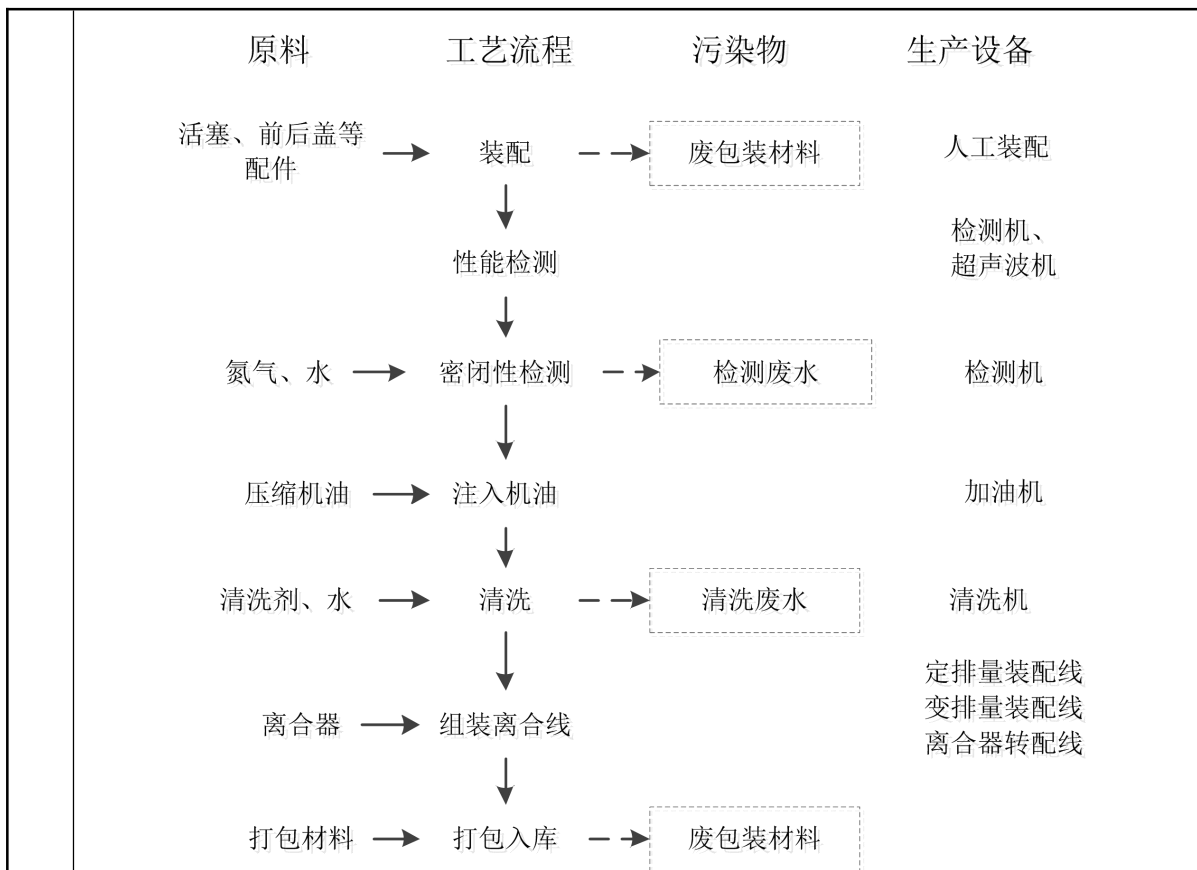 原料 工艺流程 污染物 生产设备
活塞、前后盖等
配件
装配 废包装材料 人工装配
性能检测
检测机、
超声波机
氮气、水 密闭性检测 检测废水 检测机
压缩机油 注入机油 加油机
清洗剂、水 清洗 清洗废水 清洗机
离合器 组装离合线
定排量装配线
变排量装配线
离合器转配线
打包材料 打包入库 废包装材料